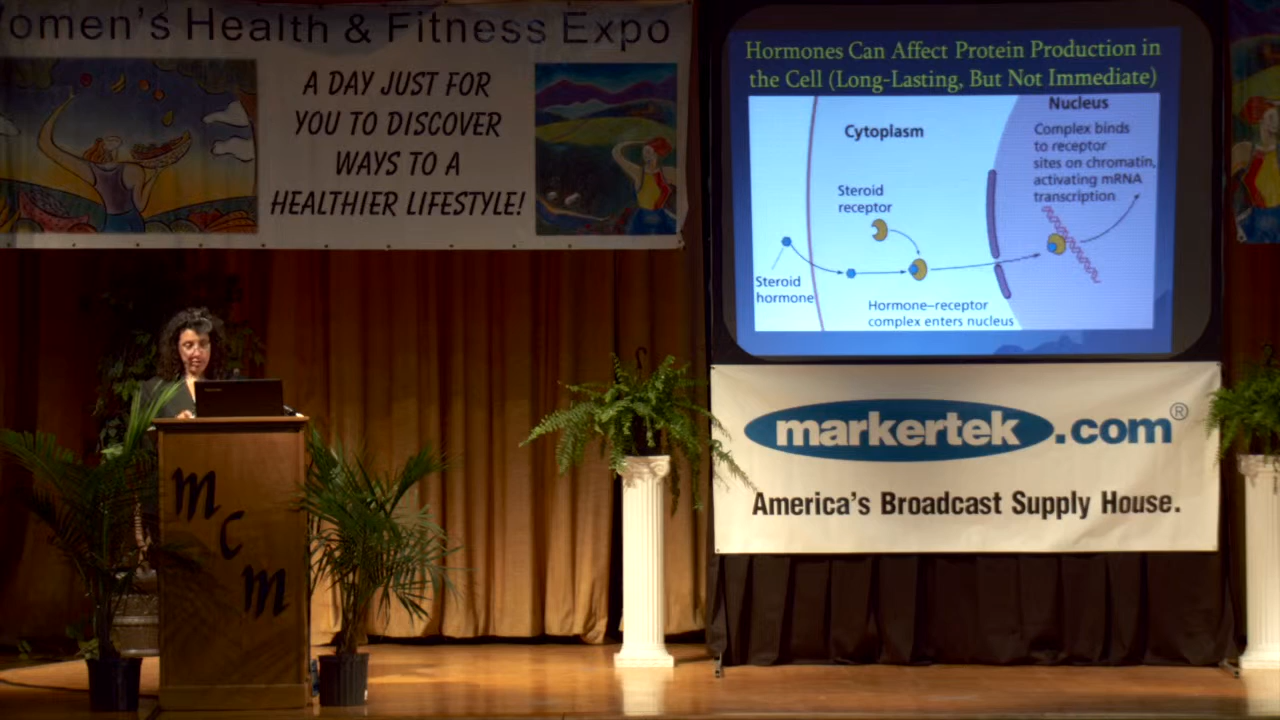 omen's Health & Fitness Expo
A DAY JUST FOR
YOU TO DISCOVER
WAYS TO A
HEALTHIER LIFESTYLE!
Hormones Can Affect Protein Production in
the Cell (Long-Lasting, But Not Immediate)
Nucleus
Cytoplasm
Complex binds
to receptor
sites on chromatin,
activating mRNA
transcription
Steroid
receptor
Steroid
hormone
Hormone–receptor
complex enters nucleus
markertek.com®
America's Broadcast Supply House.
m
c
m